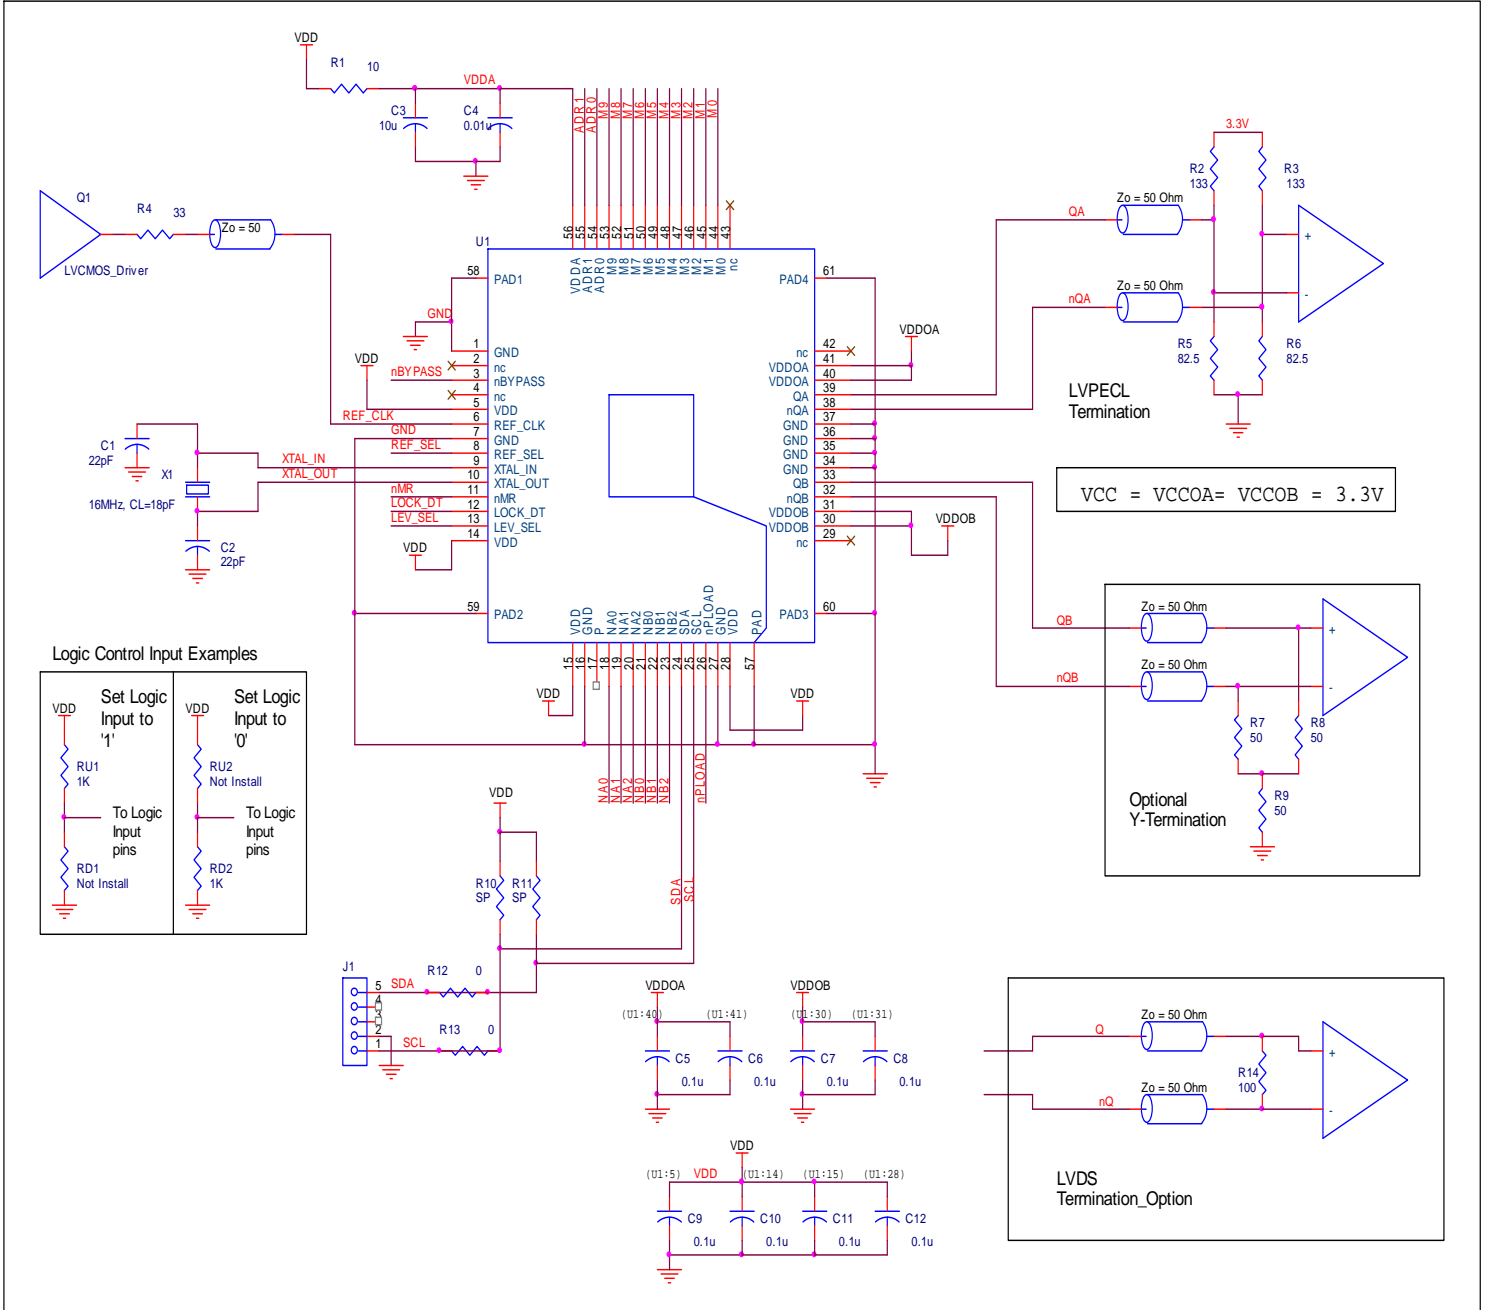 VDD
R1
10
VDDA
C3
10u
C4
0.01u
ADR1
ADR0
M9
M8
M7
M6
M5
M4
M3
M2
M1
M0
Q1
R4
33
Zo = 50
LVCMOS_Driver
U1
56
55
54
53
52
51
50
49
48
47
46
45
44
43
VDDA
ADR1
ADR0
M9
M8
M7
M6
M5
M4
M3
M2
M1
M0
nc
58
PAD1
GND
1
GND
2
nc
nBYPASS
3
nBYPASS
4
nc
VDD
5
VDD
REF_CLK
6
REF_CLK
GND
7
GND
REF_SEL
8
REF_SEL
XTAL_IN
9
XTAL_IN
XTAL_OUT
10
XTAL_OUT
nMR
11
nMR
LOCK_DT
12
LOCK_DT
LEV_SEL
13
LEV_SEL
VDD
14
VDD
59
PAD2
C1
22pF
X1
16MHz, CL=18pF
C2
22pF
61
PAD4
VDDOA
nc
42
VDDOA
41
VDDOA
40
QA
39
nQA
38
GND
37
GND
36
GND
35
GND
34
QB
33
nQB
32
VDDOB
31
VDDOB
30
nc
29
VDDOB
60
PAD3
VDD
GND
P
NA0
NA1
NA2
NB0
NB1
NB2
SDA
SCL
nPLOAD
GND
VDD
PAD
15
16
17
18
19
20
21
22
23
24
25
26
27
28
57
VDD
VDD
NA0
NA1
NA2
NB0
NB1
NB2
nPLOAD
SDA
SCL
3.3V
R2
133
R3
133
QA
Zo = 50 Ohm
+
nQA
Zo = 50 Ohm
-
R5
82.5
R6
82.5
LVPECL
Termination
VCC = VCCOA= VCCOB = 3.3V
QB
Zo = 50 Ohm
+
nQB
Zo = 50 Ohm
-
R7
50
R8
50
R9
50
Optional
Y-Termination
Logic Control Input Examples
Set Logic
Input to
'1'
VDD
RU1
1K
To Logic
Input
pins
RD1
Not Install
Set Logic
Input to
'0'
VDD
RU2
Not Install
To Logic
Input
pins
RD2
1K
VDD
R10
SP
R11
SP
J1
5
4
3
2
1
SDA
R12
0
SCL
R13
0
VDDOA
(U1:40)
(U1:41)
C5
0.1u
C6
0.1u
VDDOB
(U1:30)
(U1:31)
C7
0.1u
C8
0.1u
VDD
(U1:5)
VDD
(U1:14)
(U1:15)
(U1:28)
C9
0.1u
C10
0.1u
C11
0.1u
C12
0.1u
Q
Zo = 50 Ohm
+
R14
100
nQ
Zo = 50 Ohm
-
LVDS
Termination_Option